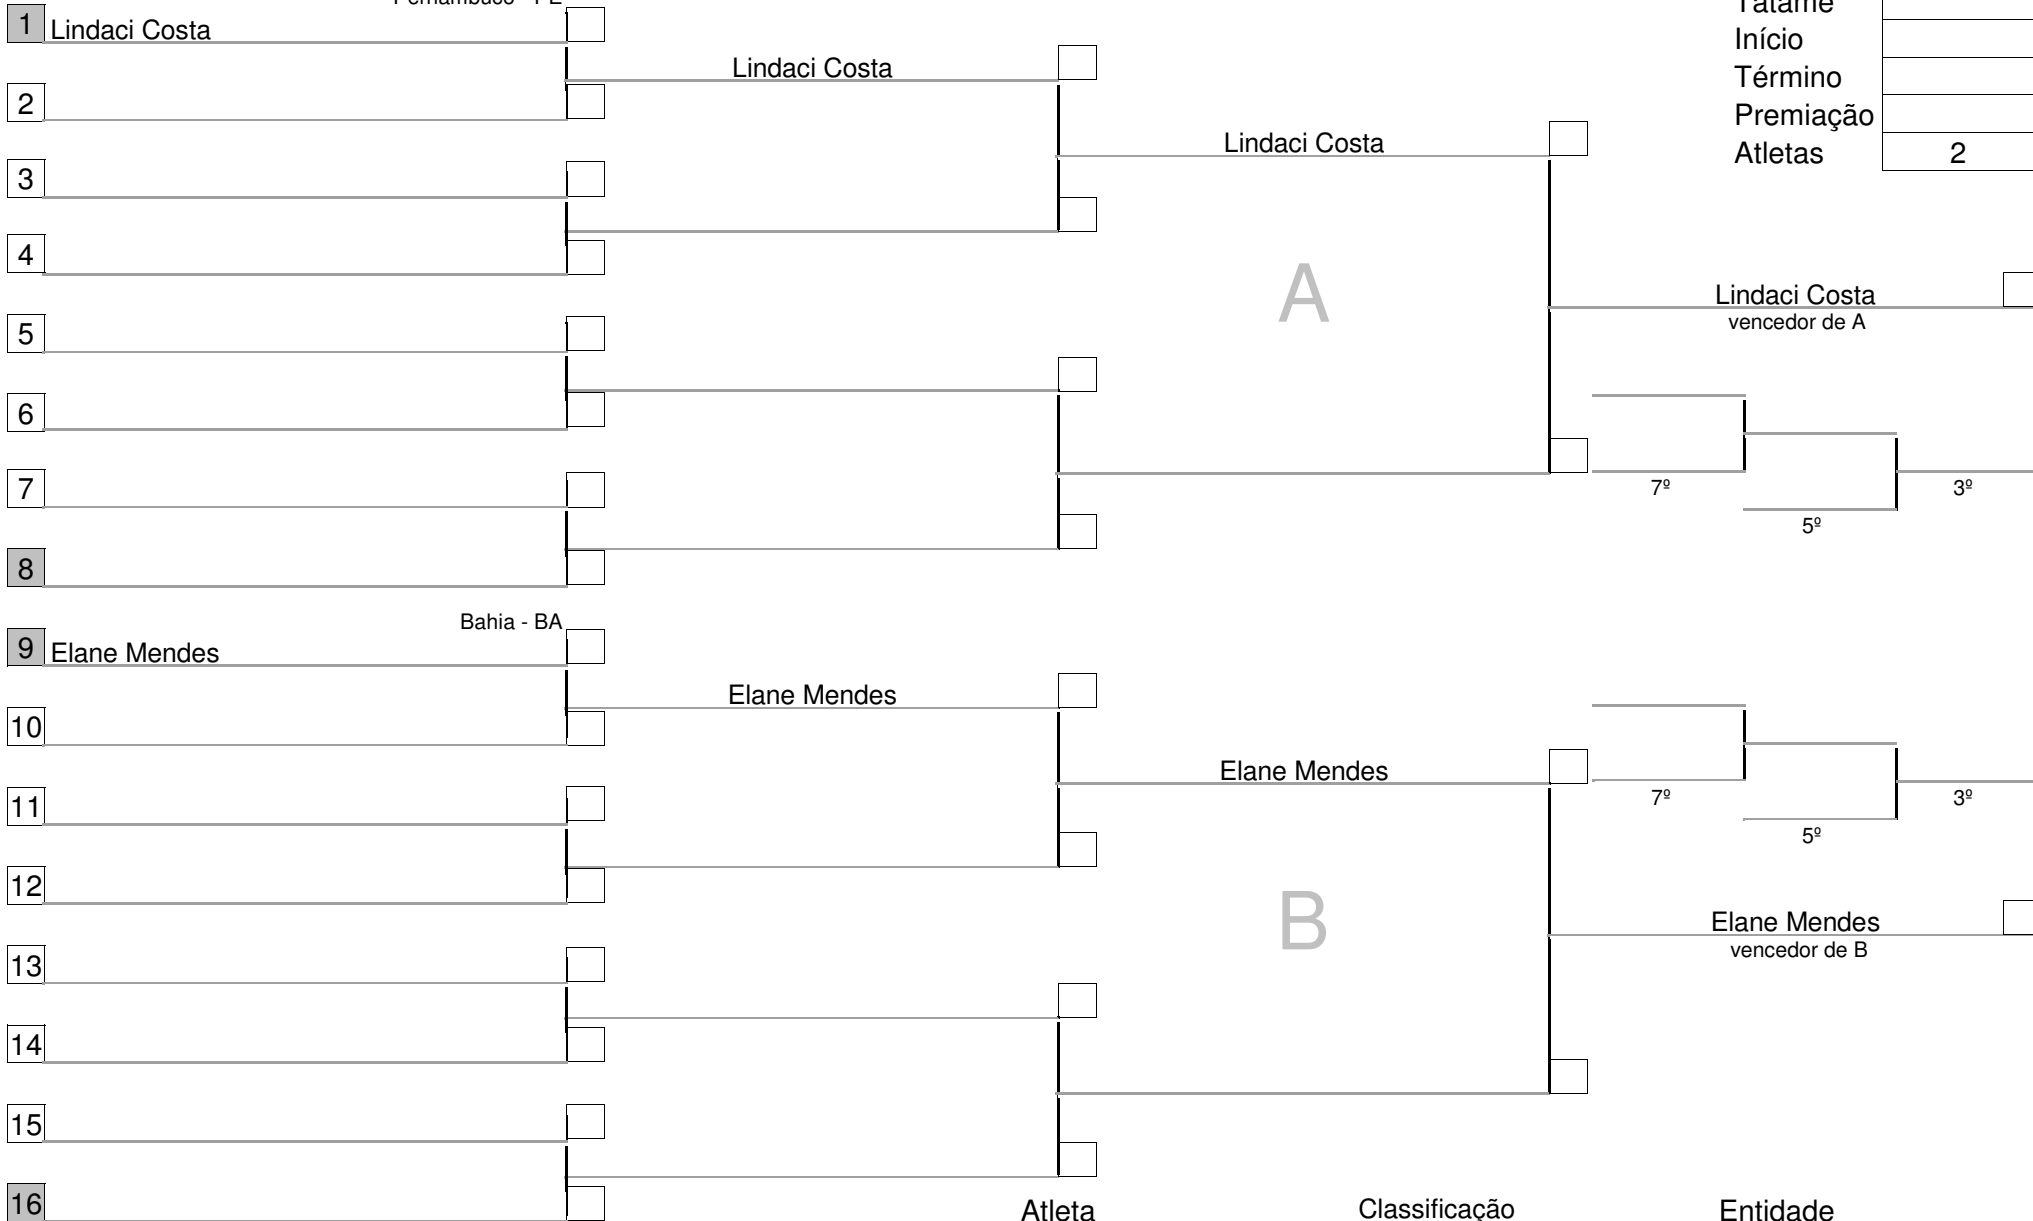 Pernambuco - PE
1 Lindaci Costa
Tatame
Início
Lindaci Costa
Término
2
Premiação
Lindaci Costa
Atletas 2
3
4
A
Lindaci Costa
vencedor de A
5
6
7
7º
3º
5º
8
Bahia - BA
9 Elane Mendes
Elane Mendes
10
Elane Mendes
11
7º
3º
5º
12
B
Elane Mendes
vencedor de B
13
14
15
16
Atleta Classificação Entidade